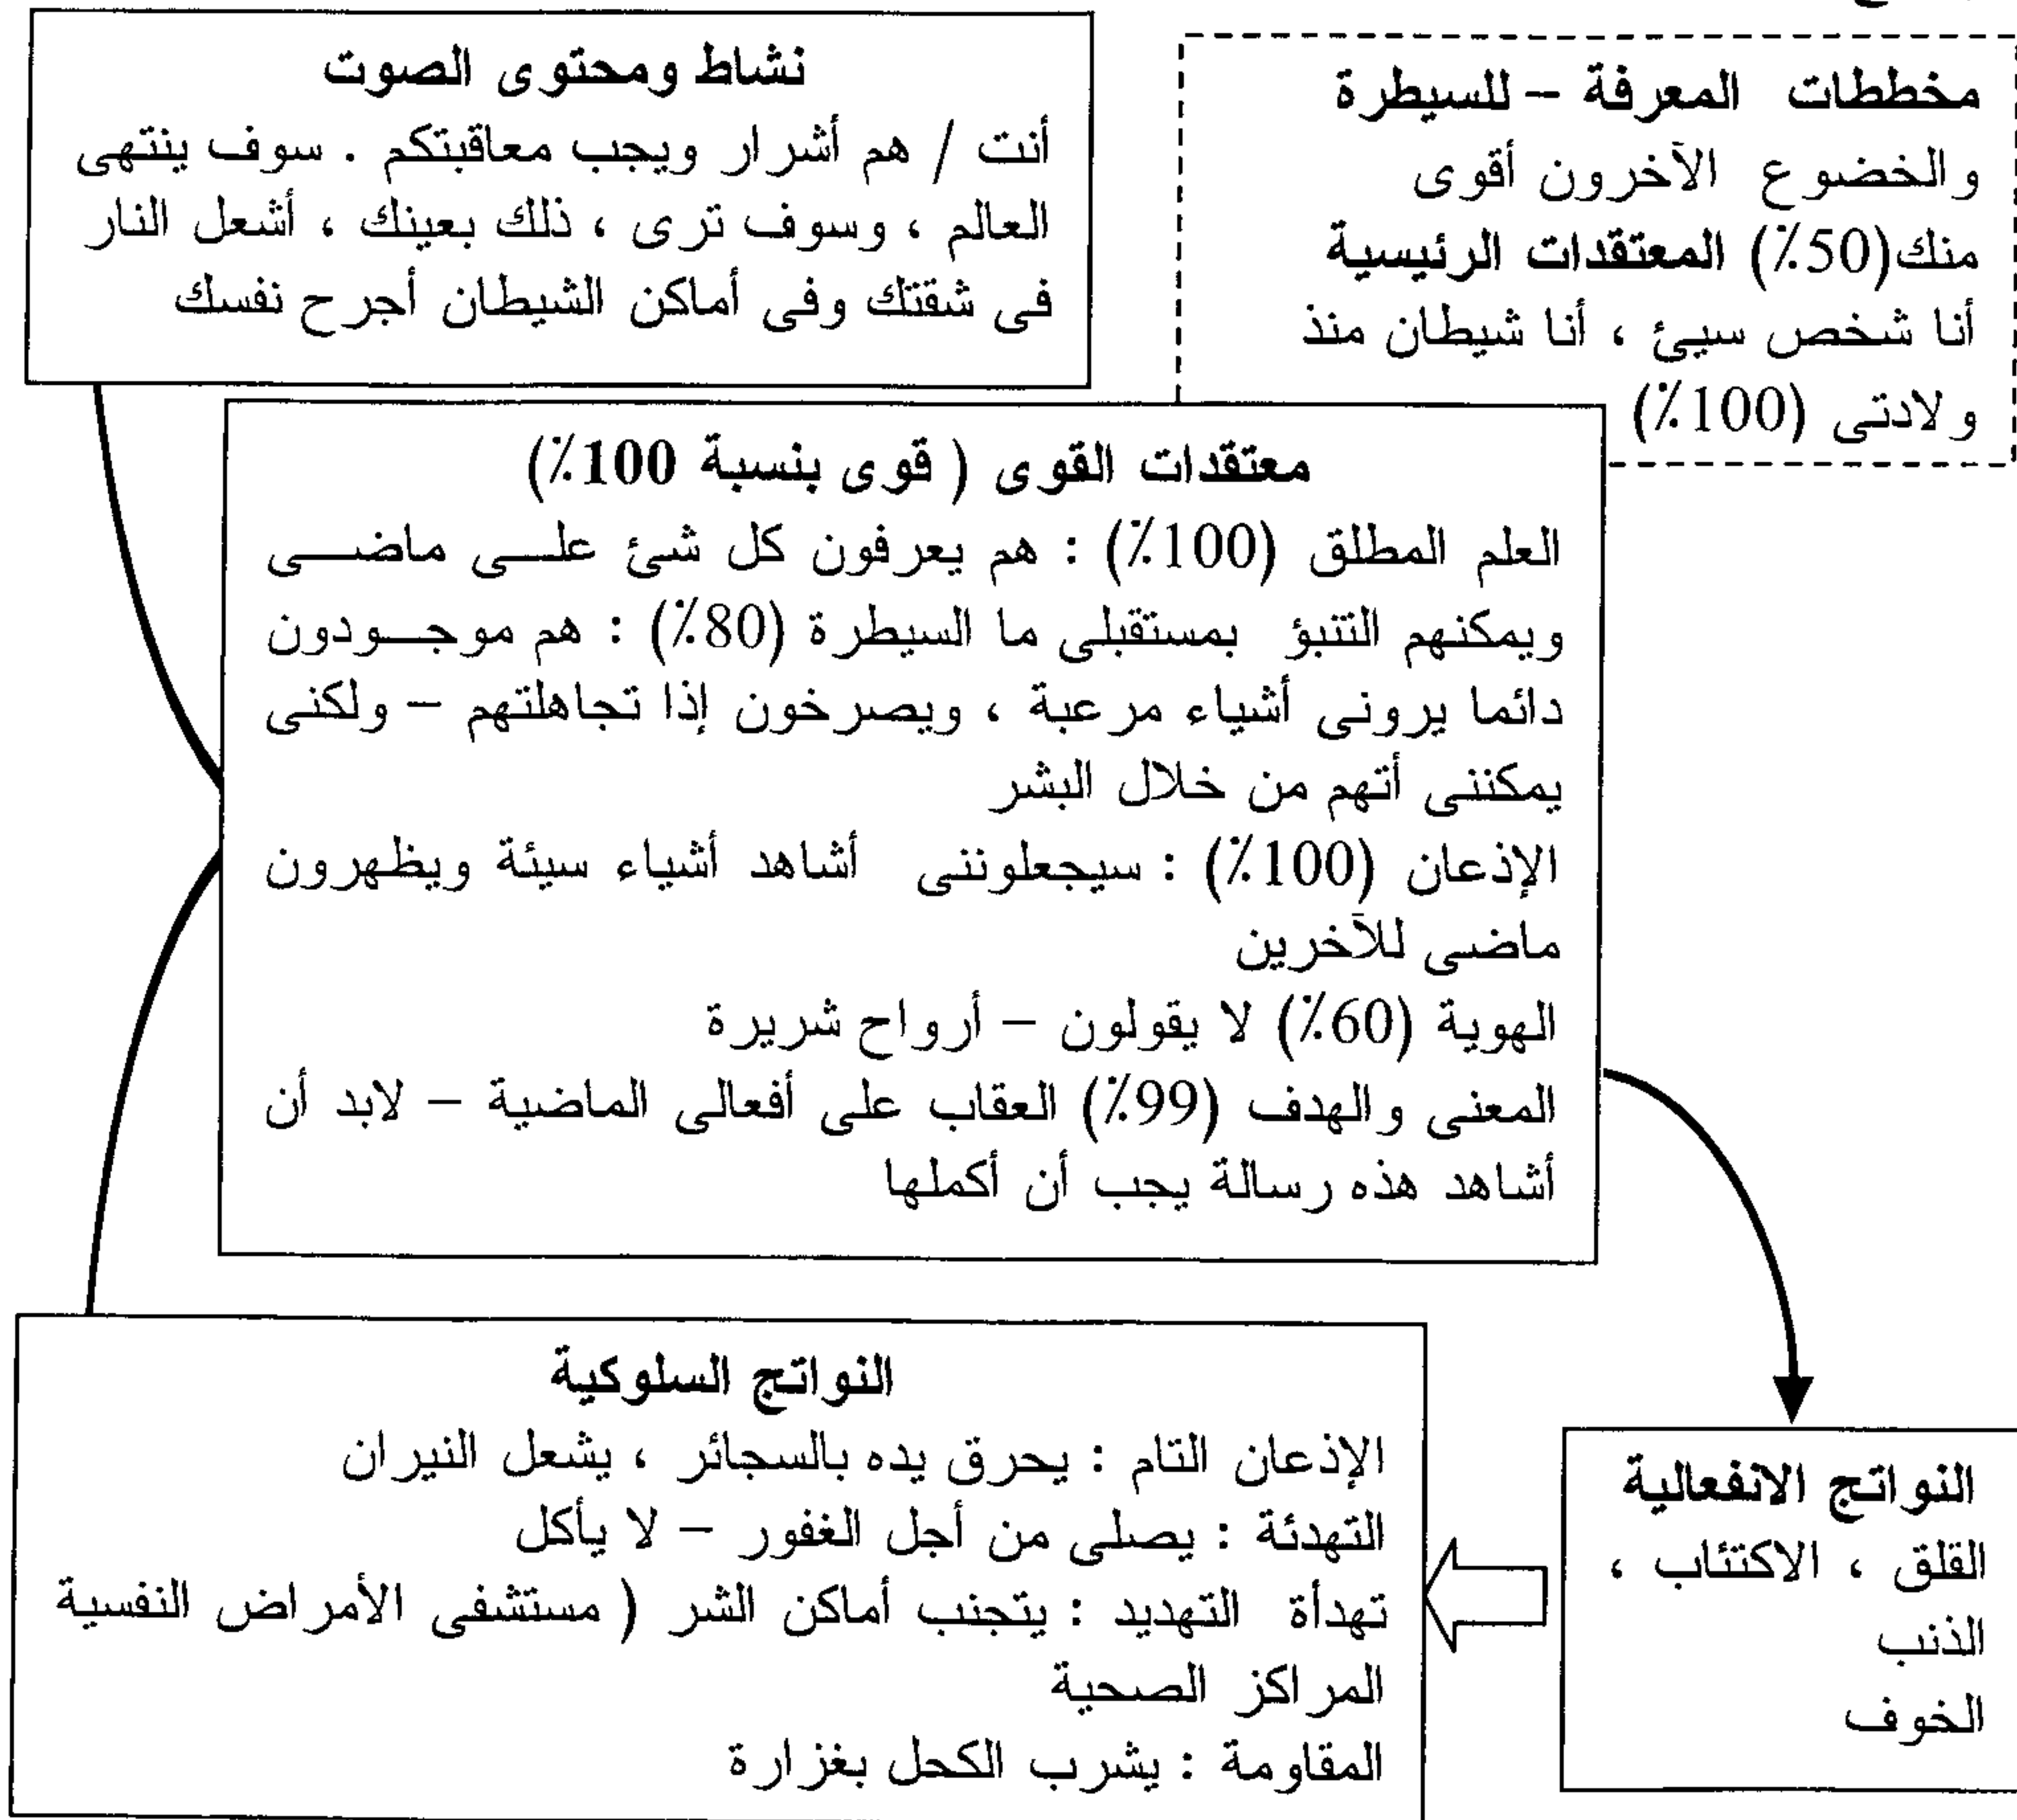 مخططات المعرفة – للسيطرة
والخضوع الآخرون أقوى
منك(50٪) المعتقدات الرئيسية
أنا شخص سيئ ، أنا شيطان منذ
ولادتى (100٪)
نشاط ومحتوى الصوت
أنت / هم أشرار ويجب معاقبتكم . سوف ينتهى
العالم ، وسوف ترى ، ذلك بعينك ، أشعل النار
فى شقتك وفى أماكن الشيطان أجرح نفسك
معتقدات القوى ( قوى بنسبة 100٪)
العلم المطلق (100٪) : هم يعرفون كل شئ على ماضى
ويمكنهم التنبؤ بمستقبلى ما السيطرة (80٪) : هم موجودون
دائما يرونى أشياء مرعبة ، ويصرخون إذا تجاهلتهم – ولكنى
يمكننى أتهم من خلال البشر
الإذعان (100٪) : سيجعلوننى أشاهد أشياء سيئة ويظهرون
ماضى للآخرين
الهوية (60٪) لا يقولون – أرواح شريرة
المعنى والهدف (99٪) العقاب على أفعالى الماضية – لابد أن
أشاهد هذه رسالة يجب أن أكملها
النواتج الانفعالية
القلق ، الاكتئاب ،
الذنب
الخوف
النواتج السلوكية
الإذعان التام : يحرق يده بالسجائر ، يشعل النيران
التهدئة : يصلى من أجل الغفور – لا يأكل
تهدأة التهديد : يتجنب أماكن الشر ( مستشفى الأمراض النفسية
المراكز الصحية
المقاومة : يشرب الكحل بغزارة